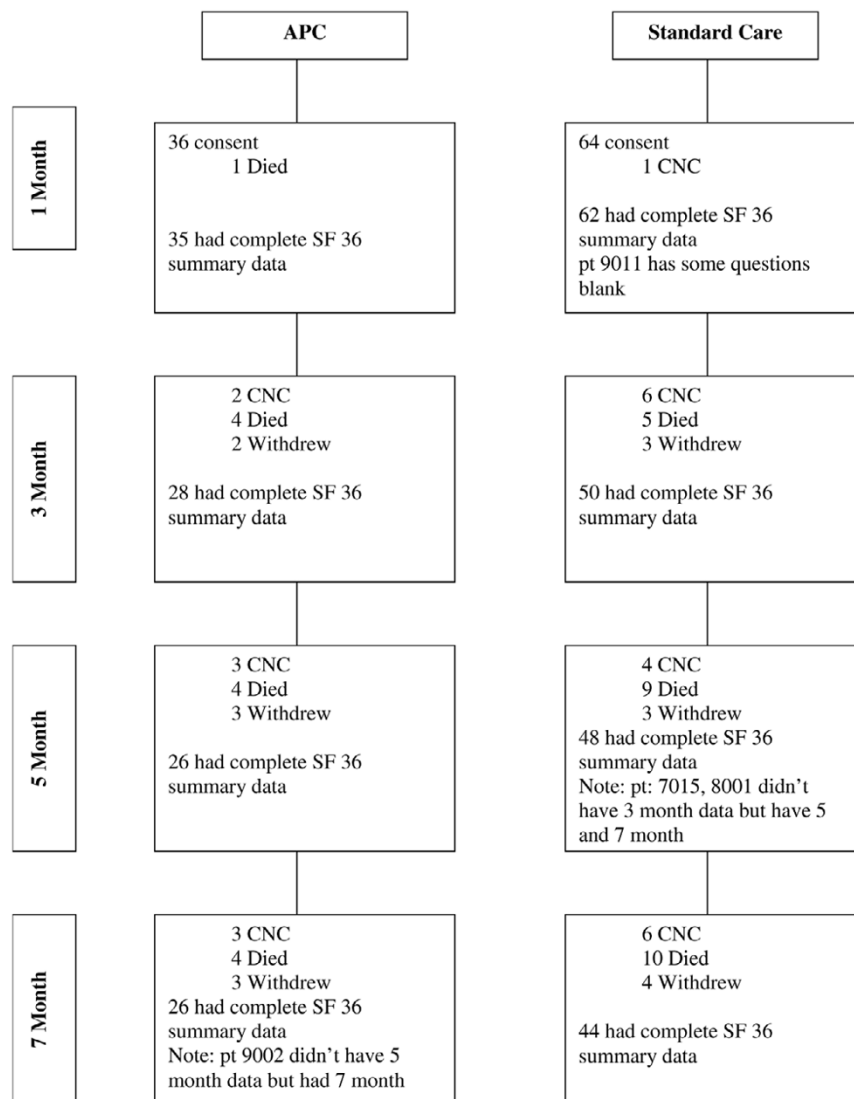 APC
Standard Care
1 Month
36 consent
1 Died
35 had complete SF 36
summary data
64 consent
1 CNC
62 had complete SF 36
summary data
pt 9011 has some questions
blank
3 Month
2 CNC
4 Died
2 Withdrew
28 had complete SF 36
summary data
6 CNC
5 Died
3 Withdrew
50 had complete SF 36
summary data
5 Month
3 CNC
4 Died
3 Withdrew
26 had complete SF 36
summary data
4 CNC
9 Died
3 Withdrew
48 had complete SF 36
summary data
Note: pt: 7015, 8001 didn’t
have 3 month data but have 5
and 7 month
7 Month
3 CNC
4 Died
3 Withdrew
26 had complete SF 36
summary data
Note: pt 9002 didn’t have 5
month data but had 7 month
6 CNC
10 Died
4 Withdrew
44 had complete SF 36
summary data